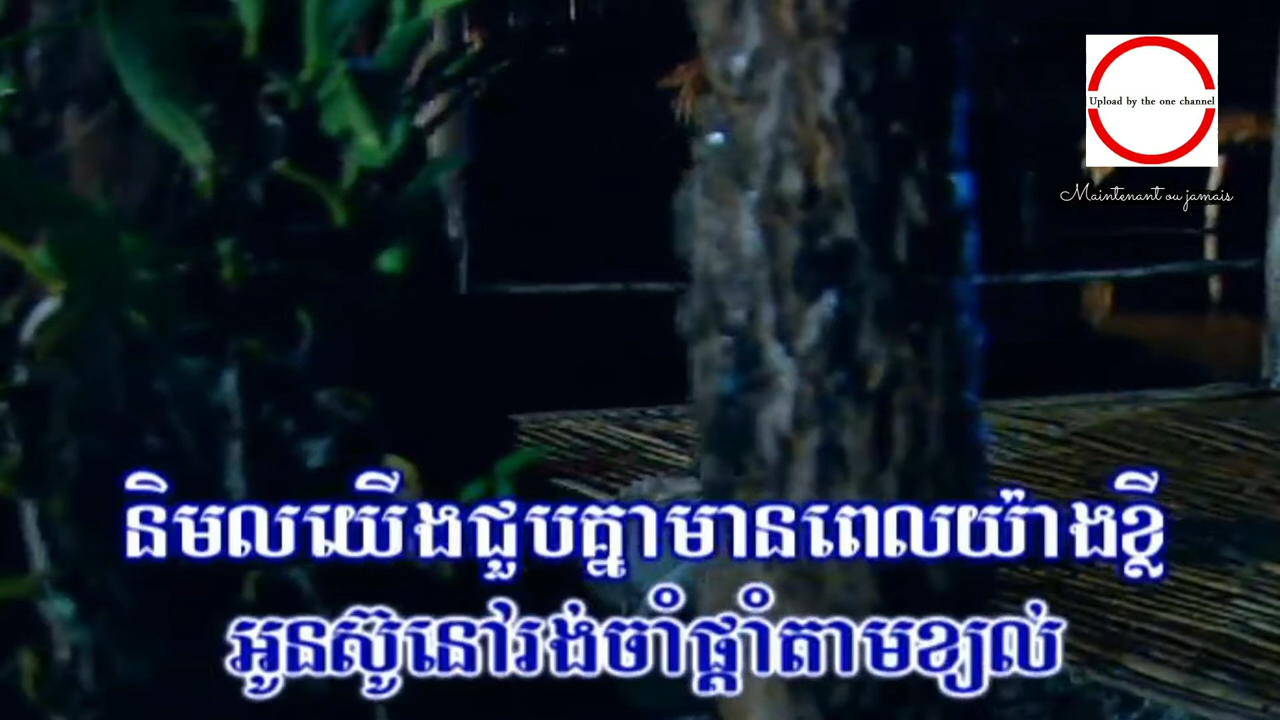 Upload by the one channel
Maintenant ou jamais
និមលយើងជួបគ្នាមានពេលយ៉ាងខ្លី
អូនស៊ូនៅរង់ចាំផ្ដាំតាមខ្យល់